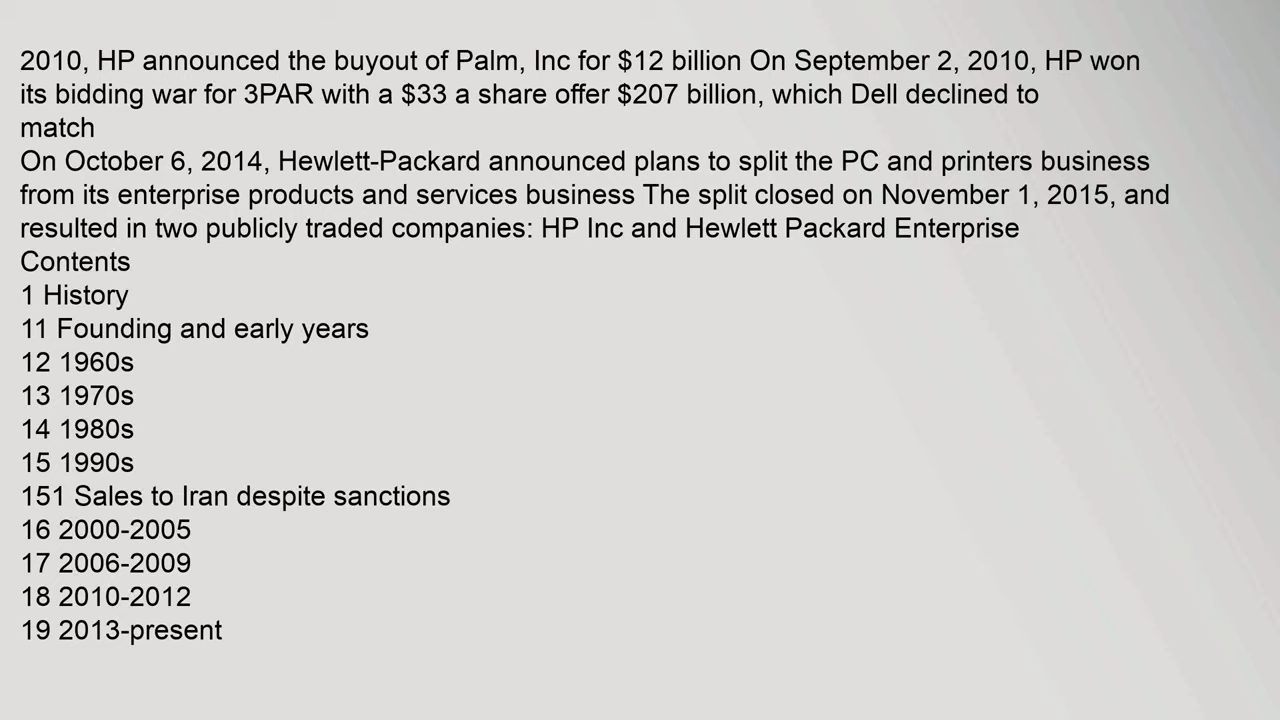 2010, HP announced the buyout of Palm, Inc for $12 billion On September 2, 2010, HP won
its bidding war for 3PAR with a $33 a share offer $207 billion, which Dell declined to
match
On October 6, 2014, Hewlett-Packard announced plans to split the PC and printers business
from its enterprise products and services business The split closed on November 1, 2015, and
resulted in two publicly traded companies: HP Inc and Hewlett Packard Enterprise
Contents
1 History
11 Founding and early years
12 1960s
13 1970s
14 1980s
15 1990s
151 Sales to Iran despite sanctions
16 2000-2005
17 2006-2009
18 2010-2012
19 2013-present